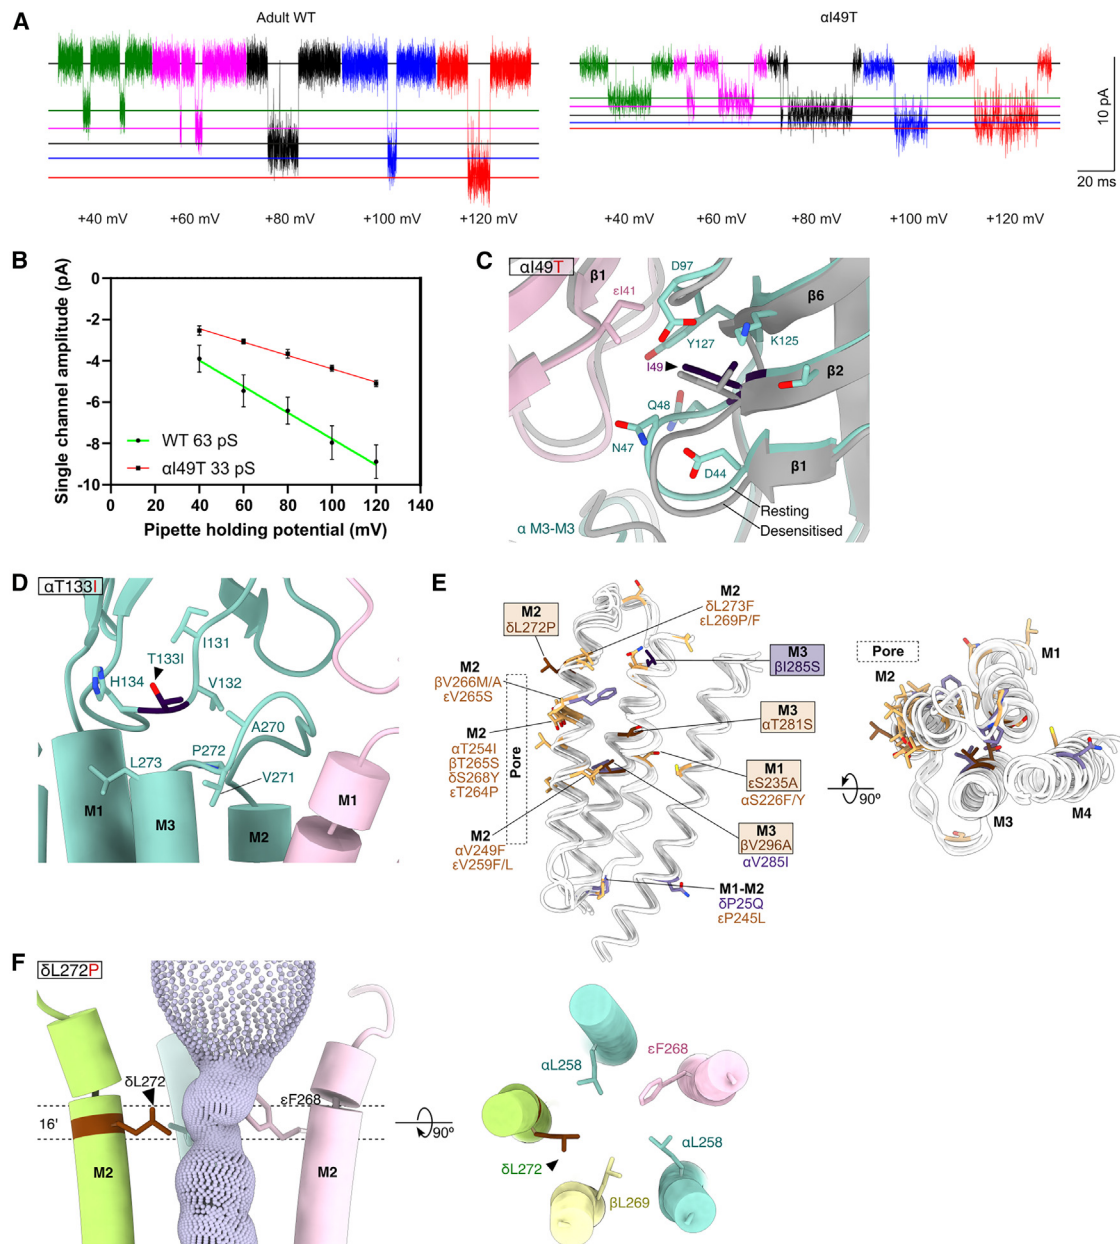 A
Adult WT
αI49T
+40 mV
+60 mV
+80 mV
+100 mV
+120 mV
+40 mV
+60 mV
+80 mV
+100 mV
+120 mV
10 pA
20 ms
B
Single channel amplitude (pA)
0
-2
-4
-6
-8
-10
WT 63 pS
αI49T 33 pS
0
20
40
60
80
100
120
140
Pipette holding potential (mV)
C
αI49T
β1
εI41
D97
β6
Y127
K125
I49
β2
Q48
N47
D44
β1
Resting
Desensitised
α M3-M3
D
αT133I
I131
T133I
H134
V132
A270
P272
L273
V271
M1
M3
M2
M1
E
M2
δL272P
M2
δL273F
εL269P/F
M3
βI285S
M2
βV266M/A
εV265S
M3
αT281S
M2
αT254I
βT265S
δS268Y
εT264P
Pore
M1
εS235A
αS226F/Y
M2
αV249F
εV259F/L
M3
βV296A
αV285I
M1-M2
δP25Q
εP245L
90º
Pore
M2
M1
M3
M4
F
δL272P
δL272
εF268
16'
M2
M2
90º
αL258
εF268
δL272
αL258
βL269